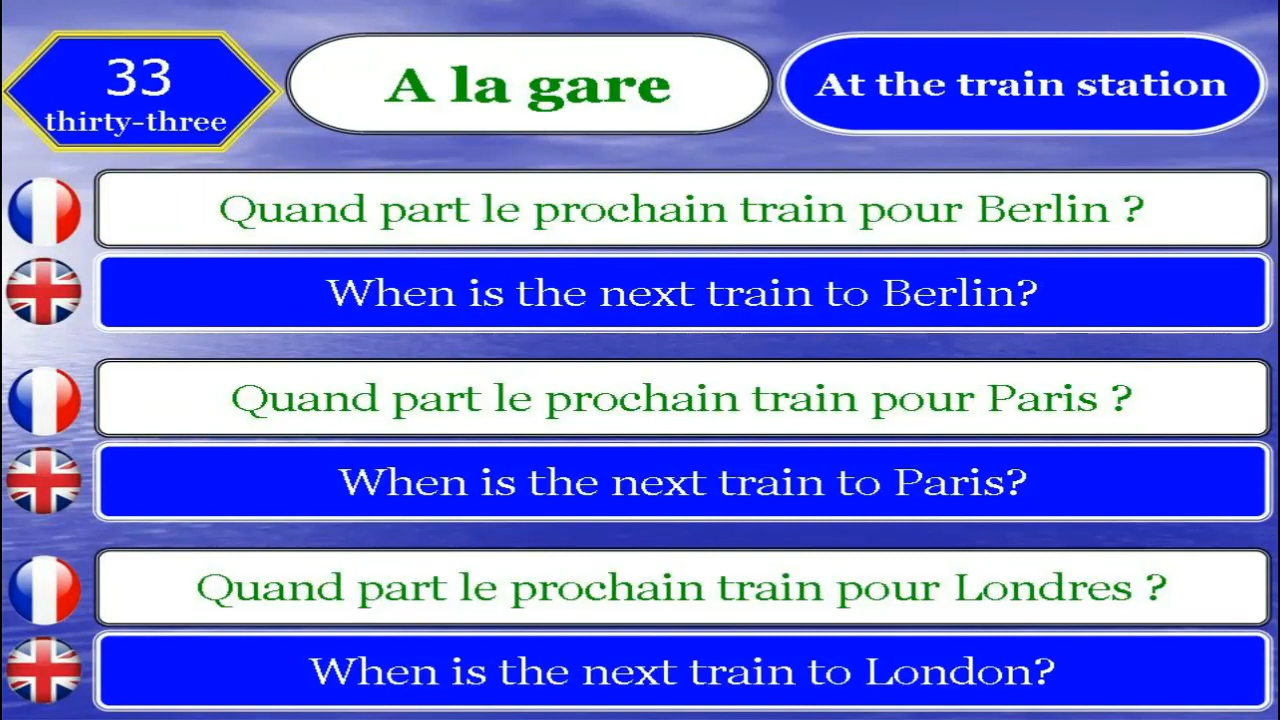 33
thirty-three
A la gare
At the train station
Quand part le prochain train pour Berlin ?
When is the next train to Berlin?
Quand part le prochain train pour Paris ?
When is the next train to Paris?
Quand part le prochain train pour Londres ?
When is the next train to London?